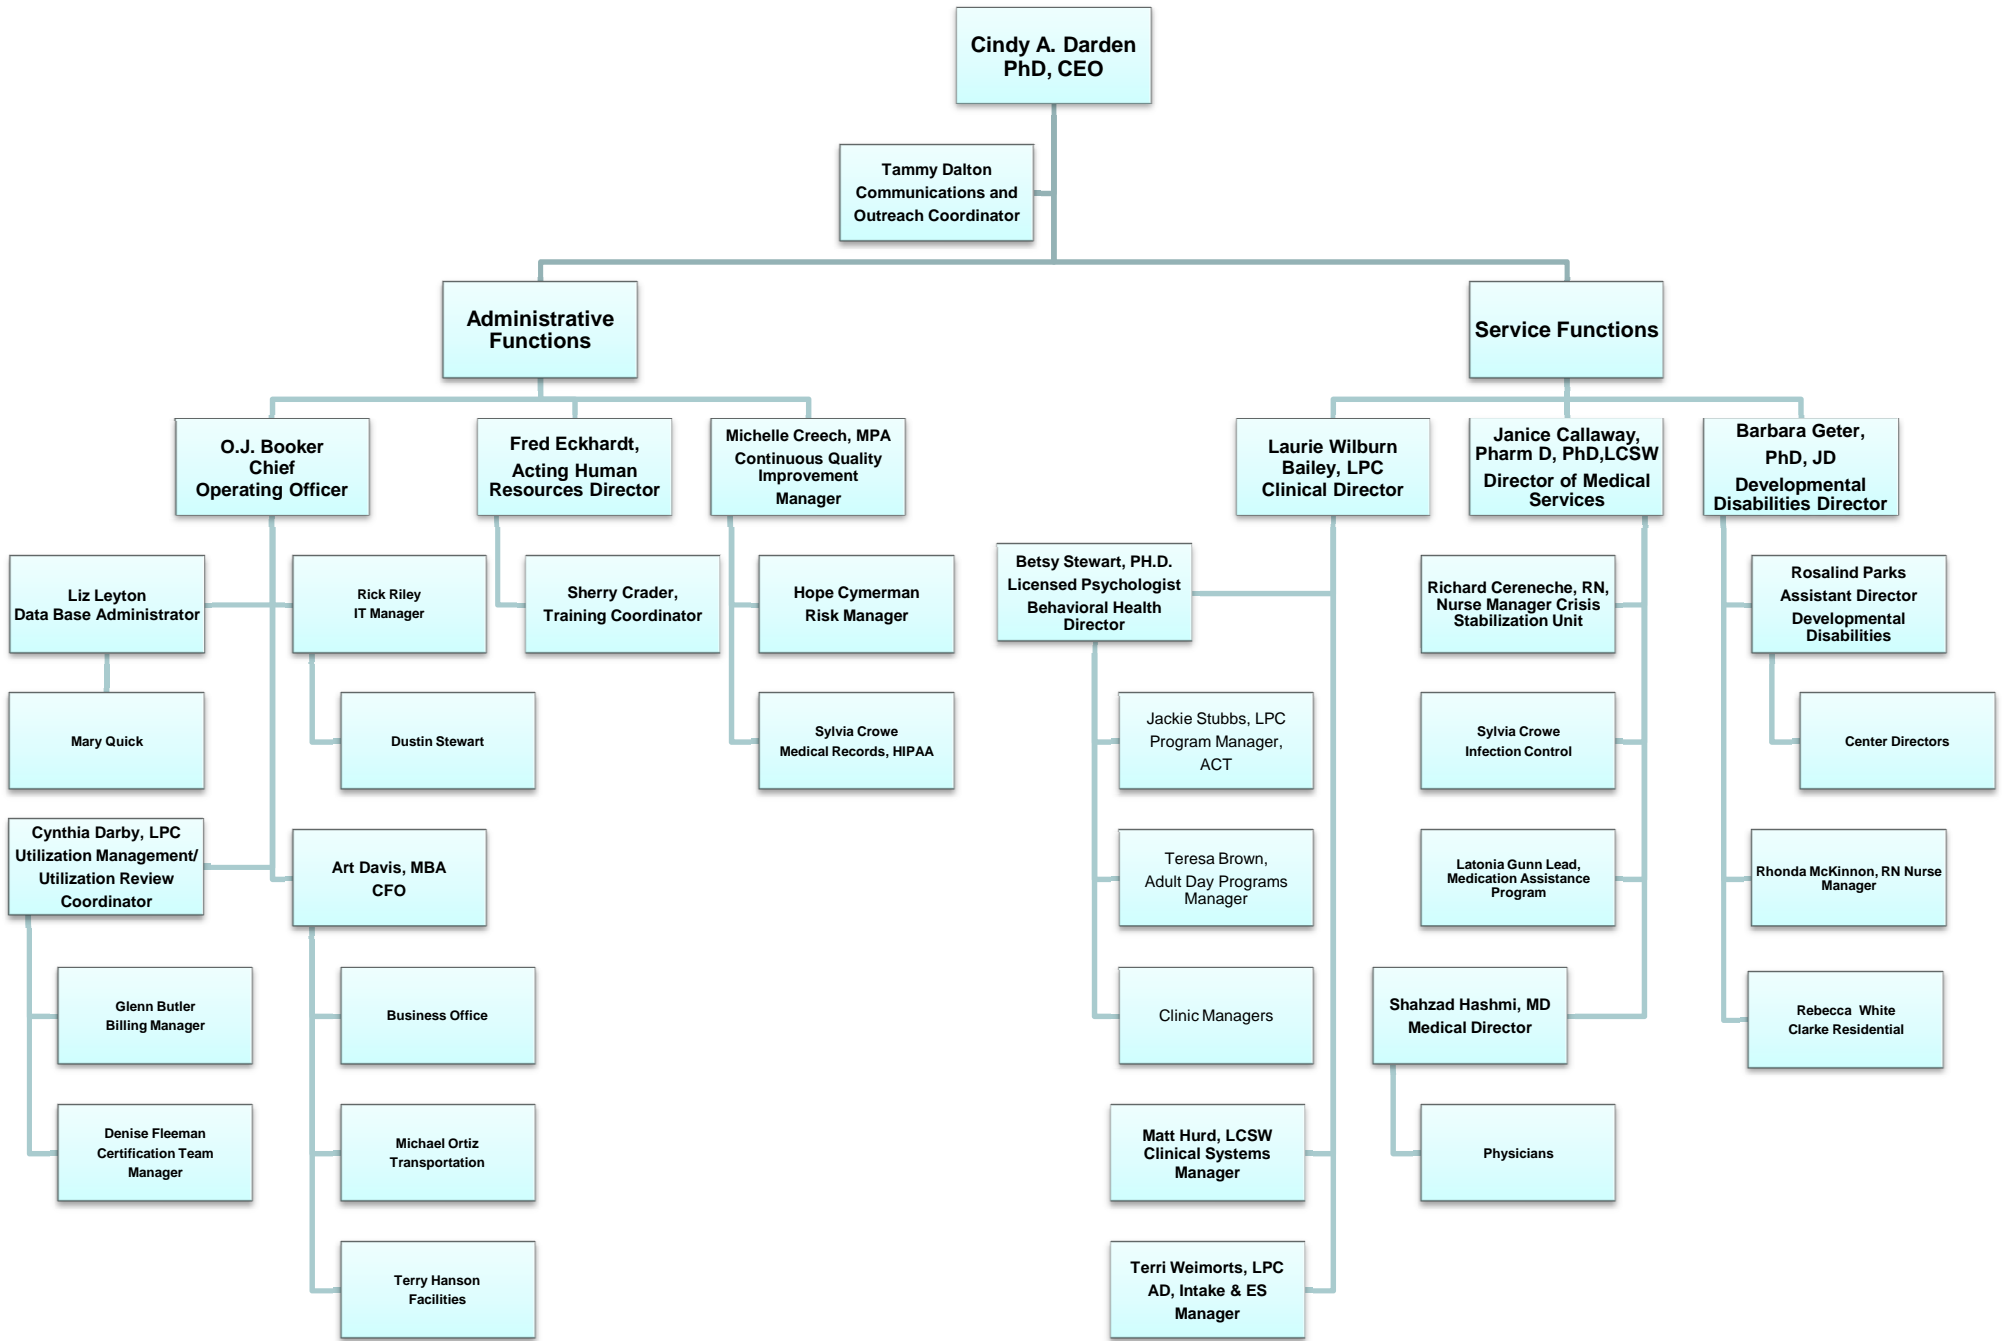 Cindy A. Darden
PhD, CEO
Tammy Dalton
Communications and
Outreach Coordinator
Administrative
Functions
Service Functions
O.J. Booker
Chief
Operating Officer
Fred Eckhardt,
Acting Human
Resources Director
Michelle Creech, MPA
Continuous Quality
Improvement
Manager
Laurie Wilburn
Bailey, LPC
Clinical Director
Janice Callaway,
Pharm D, PhD,LCSW
Director of Medical
Services
Barbara Geter,
PhD, JD
Developmental
Disabilities Director
Liz Leyton
Data Base Administrator
Rick Riley
IT Manager
Sherry Crader,
Training Coordinator
Hope Cymerman
Risk Manager
Betsy Stewart, PH.D.
Licensed Psychologist
Behavioral Health
Director
Richard Cereneche, RN,
Nurse Manager Crisis
Stabilization Unit
Rosalind Parks
Assistant Director
Developmental
Disabilities
Mary Quick
Dustin Stewart
Sylvia Crowe
Medical Records, HIPAA
Jackie Stubbs, LPC
Program Manager,
ACT
Sylvia Crowe
Infection Control
Center Directors
Cynthia Darby, LPC
Utilization Management/
Utilization Review
Coordinator
Art Davis, MBA
CFO
Teresa Brown,
Adult Day Programs
Manager
Latonia Gunn Lead,
Medication Assistance
Program
Rhonda McKinnon, RN Nurse
Manager
Glenn Butler
Billing Manager
Business Office
Clinic Managers
Shahzad Hashmi, MD
Medical Director
Rebecca White
Clarke Residential
Denise Fleeman
Certification Team
Manager
Michael Ortiz
Transportation
Matt Hurd, LCSW
Clinical Systems
Manager
Physicians
Terry Hanson
Facilities
Terri Weimorts, LPC
AD, Intake & ES
Manager